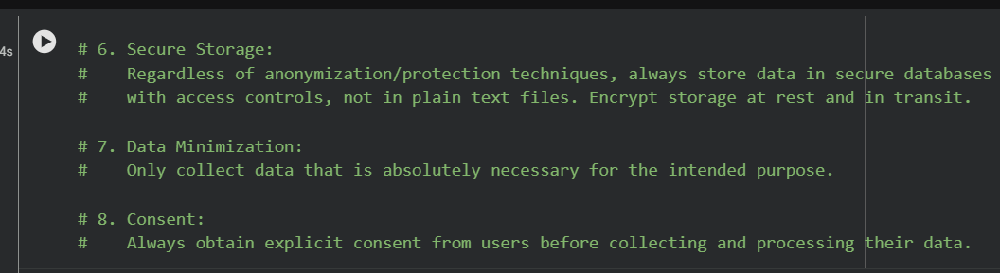 4s
# 6. Secure Storage:
#    Regardless of anonymization/protection techniques, always store data in secure databases
#    with access controls, not in plain text files. Encrypt storage at rest and in transit.
# 7. Data Minimization:
#    Only collect data that is absolutely necessary for the intended purpose.
# 8. Consent:
#    Always obtain explicit consent from users before collecting and processing their data.